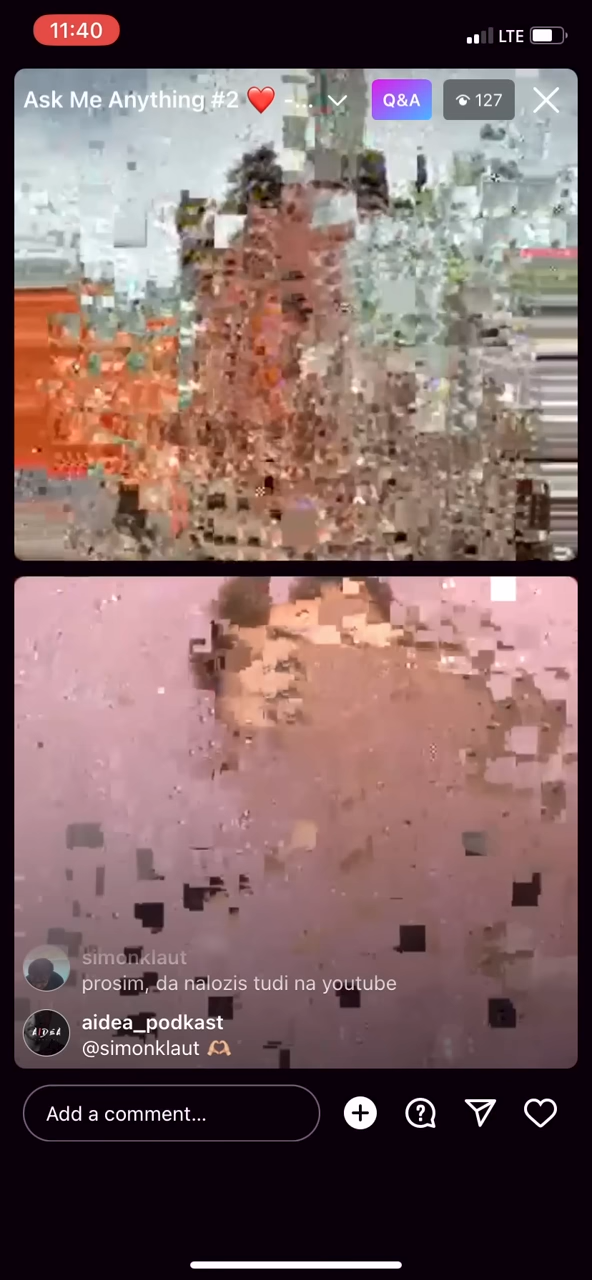 11:40
LTE
Ask Me Anything #2 ❤️ -...
Q&A
127
simonklaut
prosim, da nalozis tudi na youtube
AIDEA
aidea_podkast
@simonklaut 🫶🏼
Add a comment...